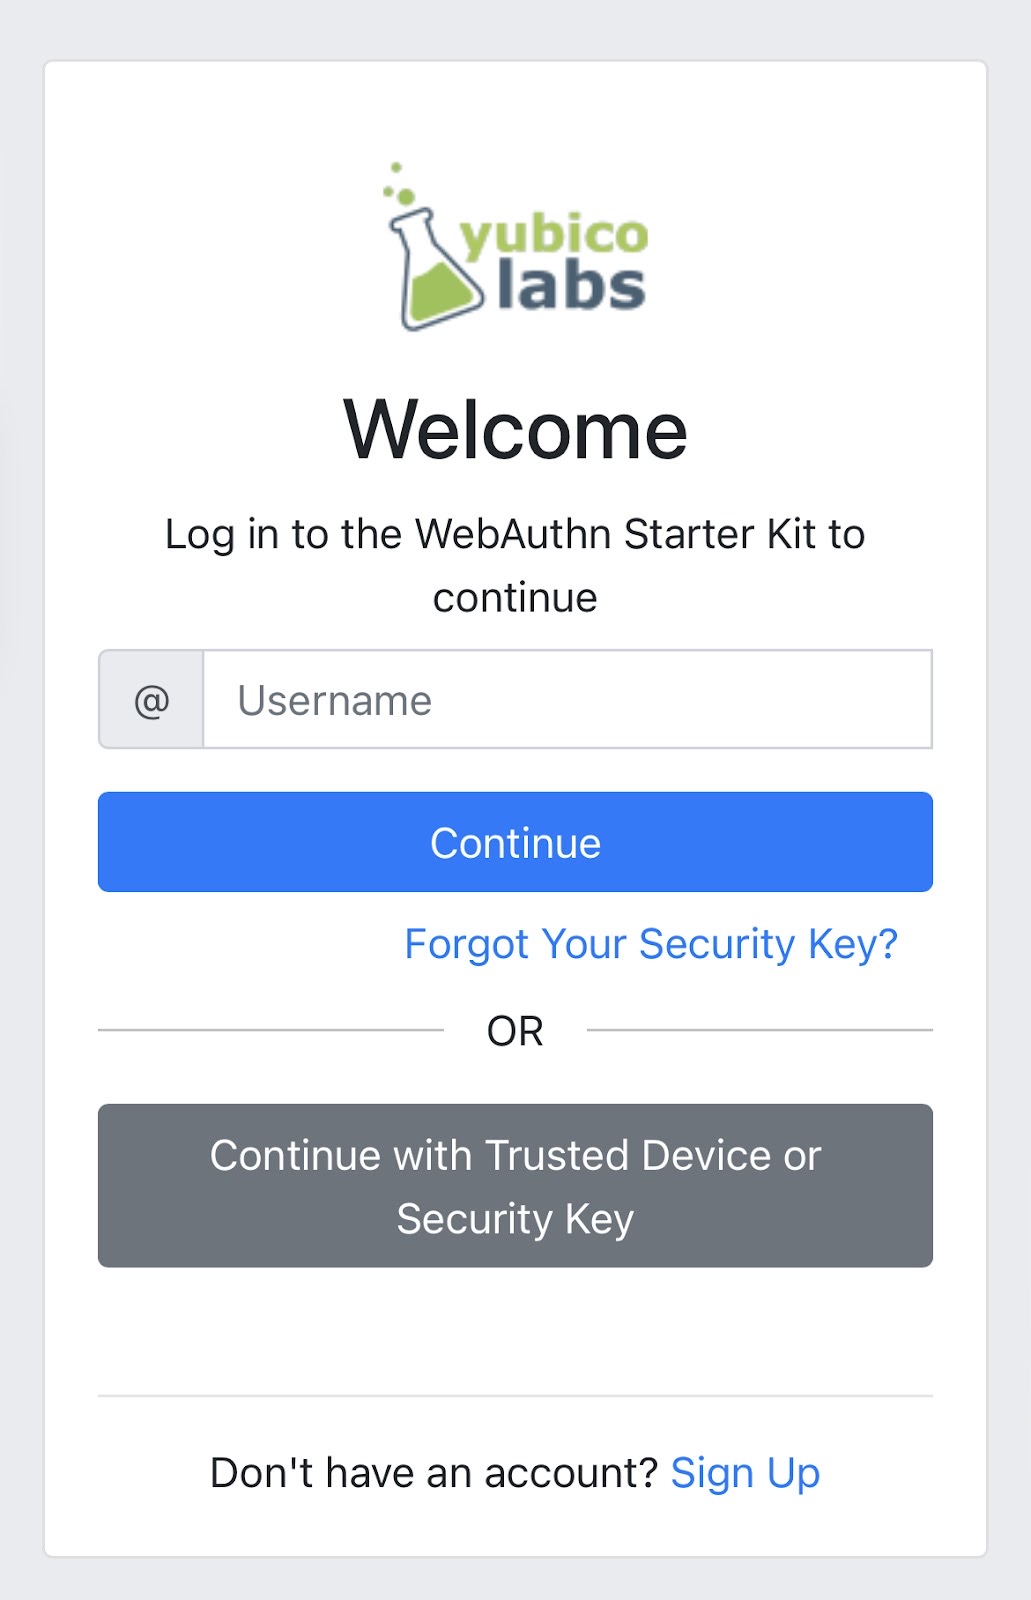 yubico
labs
Welcome
Log in to the WebAuthn Starter Kit to
continue
@ Username
Continue
Forgot Your Security Key?
OR
Continue with Trusted Device or
Security Key
Don't have an account? Sign Up